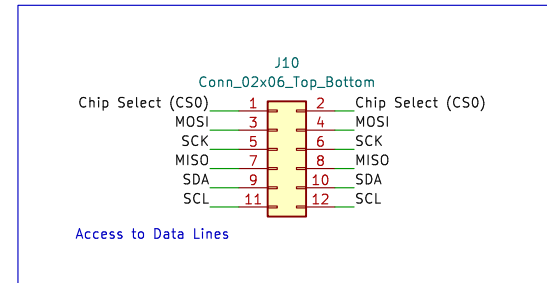 J10
Conn_02x06_Top_Bottom
Chip Select (CS0) 1 2 Chip Select (CS0)
MOSI 3 4 MOSI
SCK 5 6 SCK
MISO 7 8 MISO
SDA 9 10 SDA
SCL 11 12 SCL
Access to Data Lines